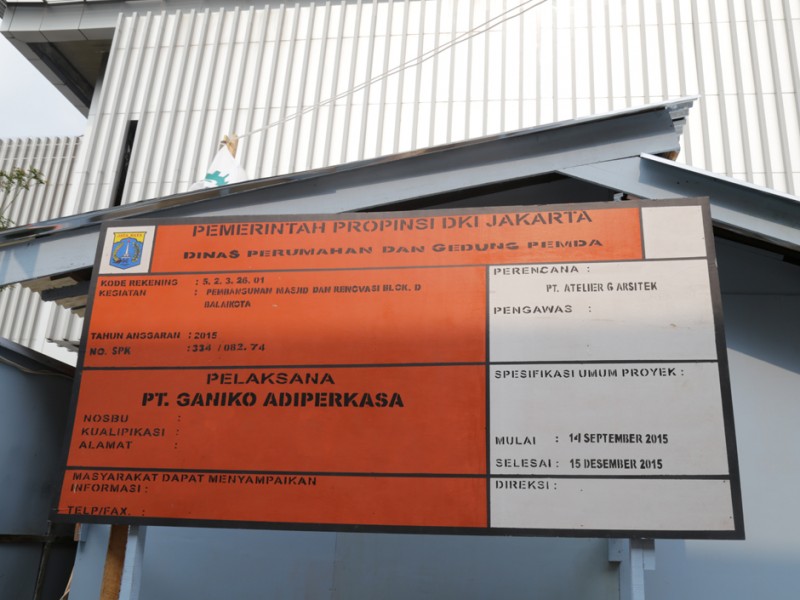 PEMERINTAH PROPINSI DKI JAKARTA
DINAS PERUMAHAN DAN GEDUNG PEMDA
KODE REKENING : 5. 2. 3. 26. 01
KEGIATAN : PEMBANGUNAN MASJID DAN RENOVASI BLOK. D
BALAIKOTA
TAHUN ANGGARAN : 2015
NO. SPK : 334 / 082. 74
PELAKSANA
PT. GANIKO ADIPERKASA
NOSBU :
KUALIPIKASI :
ALAMAT :
MASYARAKAT DAPAT MENYAMPAIKAN
INFORMASI :
TELP/FAX. :
PERENCANA :
PT. ATELIER G ARSITEK
PENGAWAS :
SPESIFIKASI UMUM PROYEK :
MULAI : 14 SEPTEMBER 2015
SELESAI : 15 DESEMBER 2015
DIREKSI :